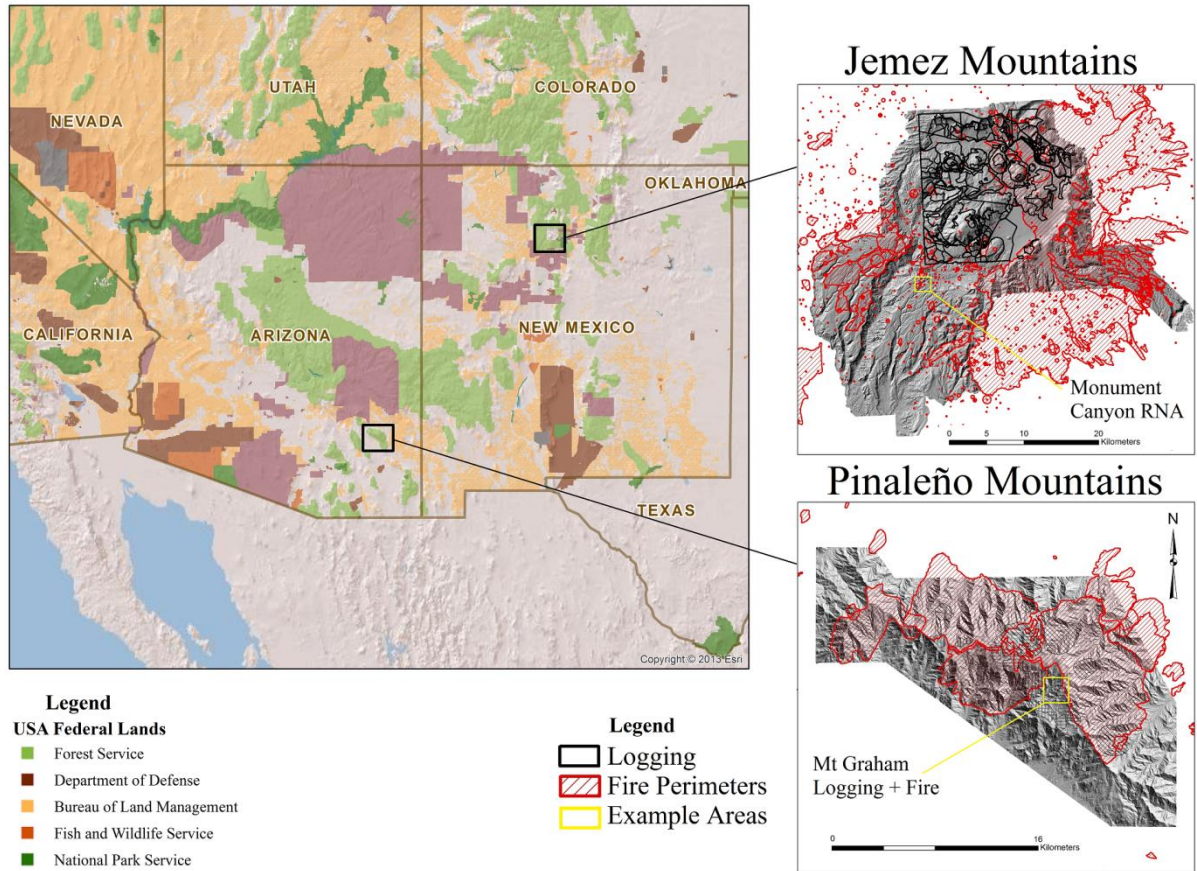 UTAH
COLORADO
NEVADA
OKLAHOMA
CALIFORNIA
ARIZONA
NEW MEXICO
TEXAS
Copyright © 2013 Esri
Legend
USA Federal Lands
Forest Service
Department of Defense
Bureau of Land Management
Fish and Wildlife Service
National Park Service
Legend
Logging
Fire Perimeters
Example Areas
Jemez Mountains
Monument
Canyon RNA
0 5 10 20
Kilometers
Pinaleño Mountains
N
Mt Graham
Logging + Fire
0 16
Kilometers